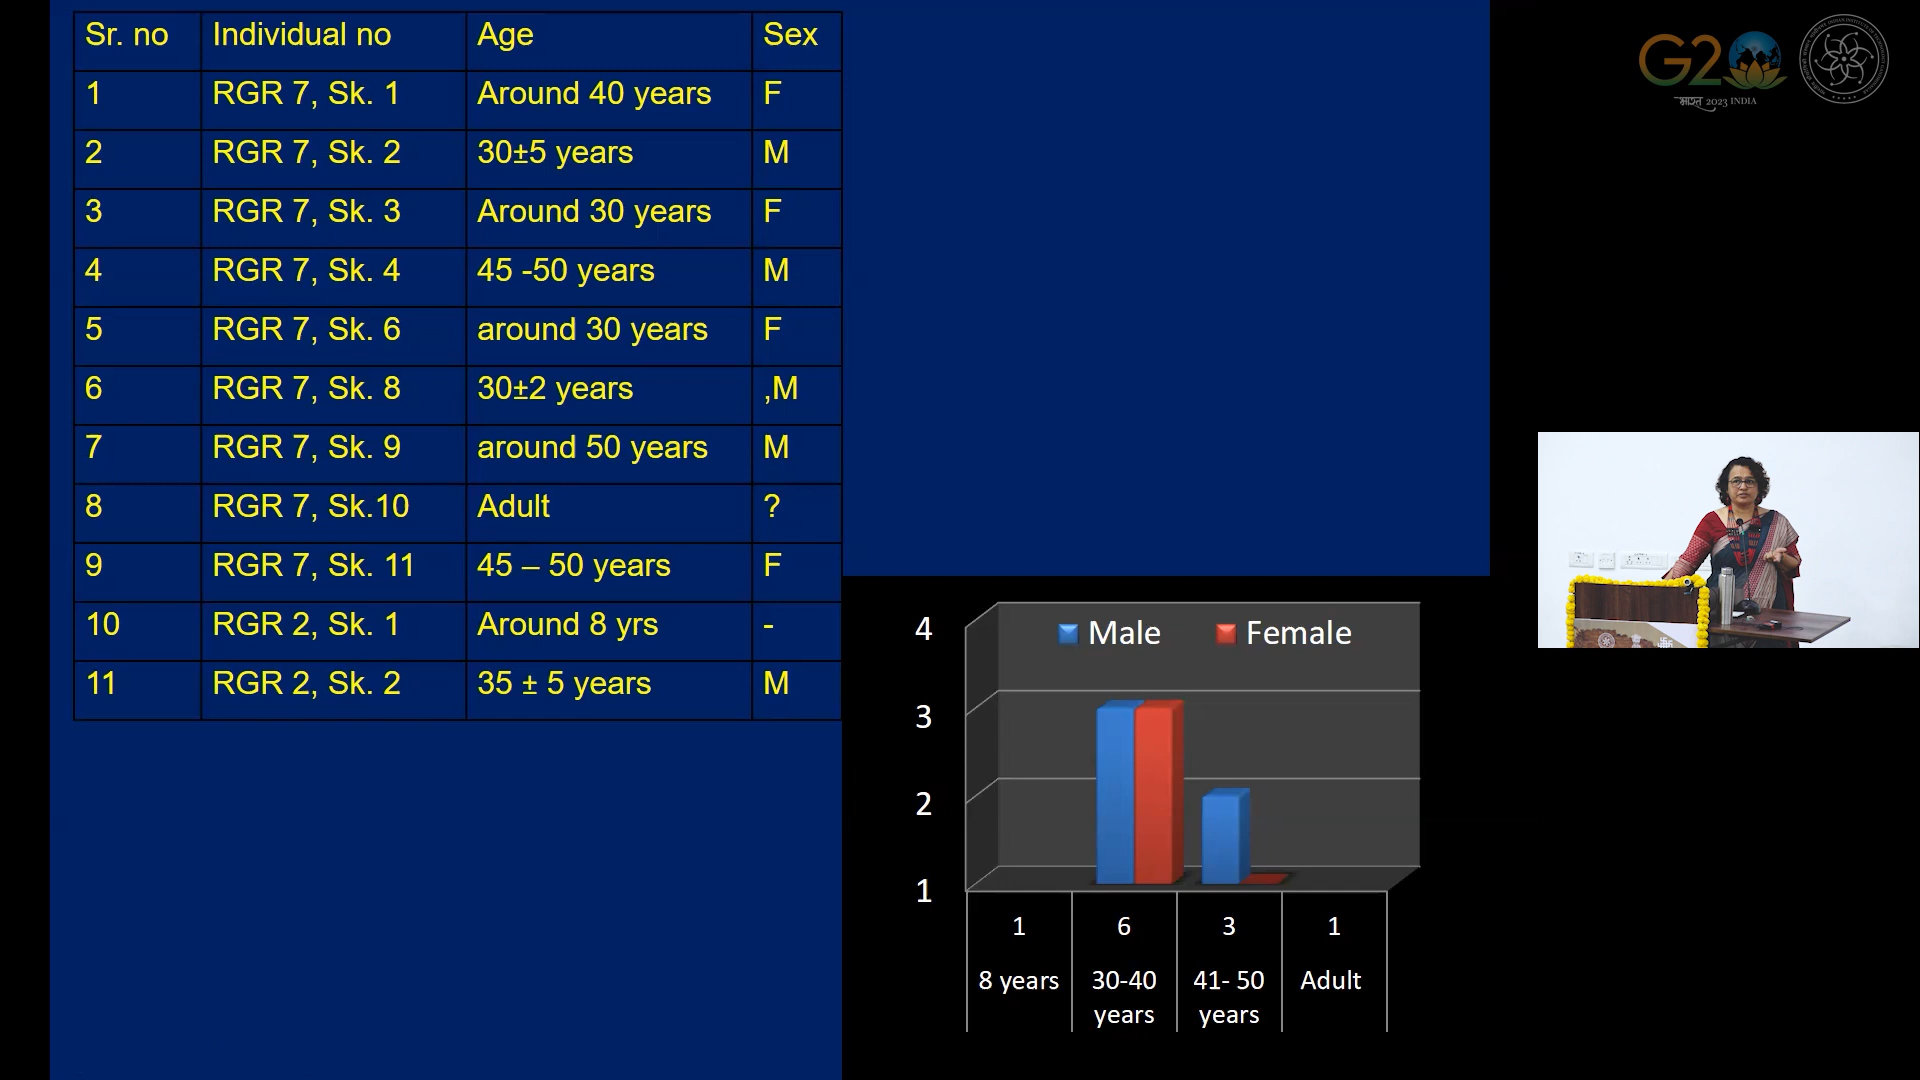 Sr. no Individual no Age Sex
1 RGR 7, Sk. 1 Around 40 years F
2 RGR 7, Sk. 2 30±5 years M
3 RGR 7, Sk. 3 Around 30 years F
4 RGR 7, Sk. 4 45 -50 years M
5 RGR 7, Sk. 6 around 30 years F
6 RGR 7, Sk. 8 30±2 years ,M
7 RGR 7, Sk. 9 around 50 years M
8 RGR 7, Sk.10 Adult ?
9 RGR 7, Sk. 11 45 – 50 years F
10 RGR 2, Sk. 1 Around 8 yrs -
11 RGR 2, Sk. 2 35 ± 5 years M
G20
भारत 2023 INDIA
Male Female
4
3
2
1
1 6 3 1
8 years 30-40 years 41- 50 years Adult